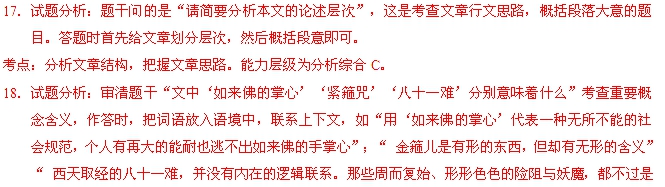 17．试题分析：题干问的是“请简要分析本文的论述层次”，这是考查文章行文思路，概括段落大意的题
目。答题时首先给文章划分层次，然后概括段意即可。
考点：分析文章结构，把握文章思路。能力层级为分析综合 C。
18．试题分析：审清题干“文中‘如来佛的掌心’‘紧箍咒’‘八十一难’分别意味着什么”考查重要概
念含义，作答时，把词语放入语境中，联系上下文，如“用‘如来佛的掌心’代表一种无所不能的社
会规范，个人有再大的能耐也逃不出如来佛的手掌心”；“ 金箍儿是有形的东西，但却有无形的含义”
“ 西天取经的八十一难，并没有内在的逻辑联系。那些周而复始、形形色色的险阻与妖魔，都不过是